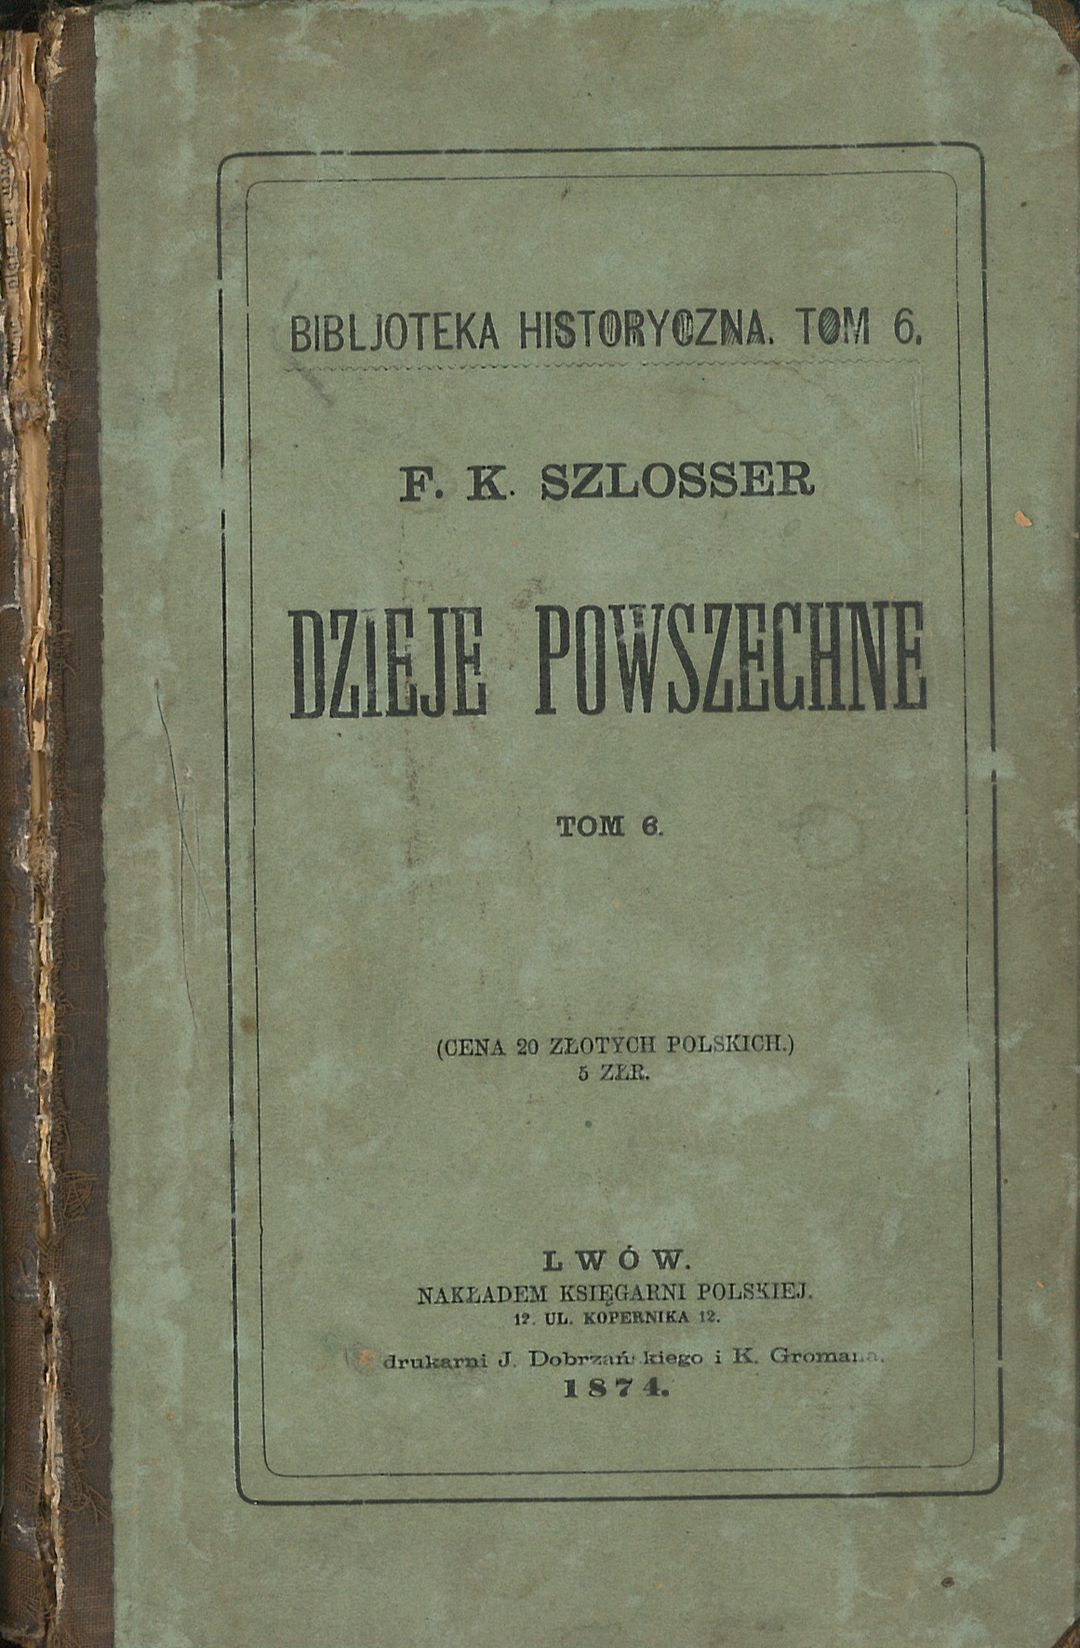 BIBLJOTEKA HISTORYCZNA. TOM 6.
F. K. SZLOSSER
DZIEJE POWSZECHNE
TOM 6.
(CENA 20 ZŁOTYCH POLSKICH.)
5 ZŁR.
LWÓW.
NAKŁADEM KSIĘGARNI POLSKIEJ.
12. UL. KOPERNIKA 12.
drukarni J. Dobrzańskiego i K. Gromana.
1874.